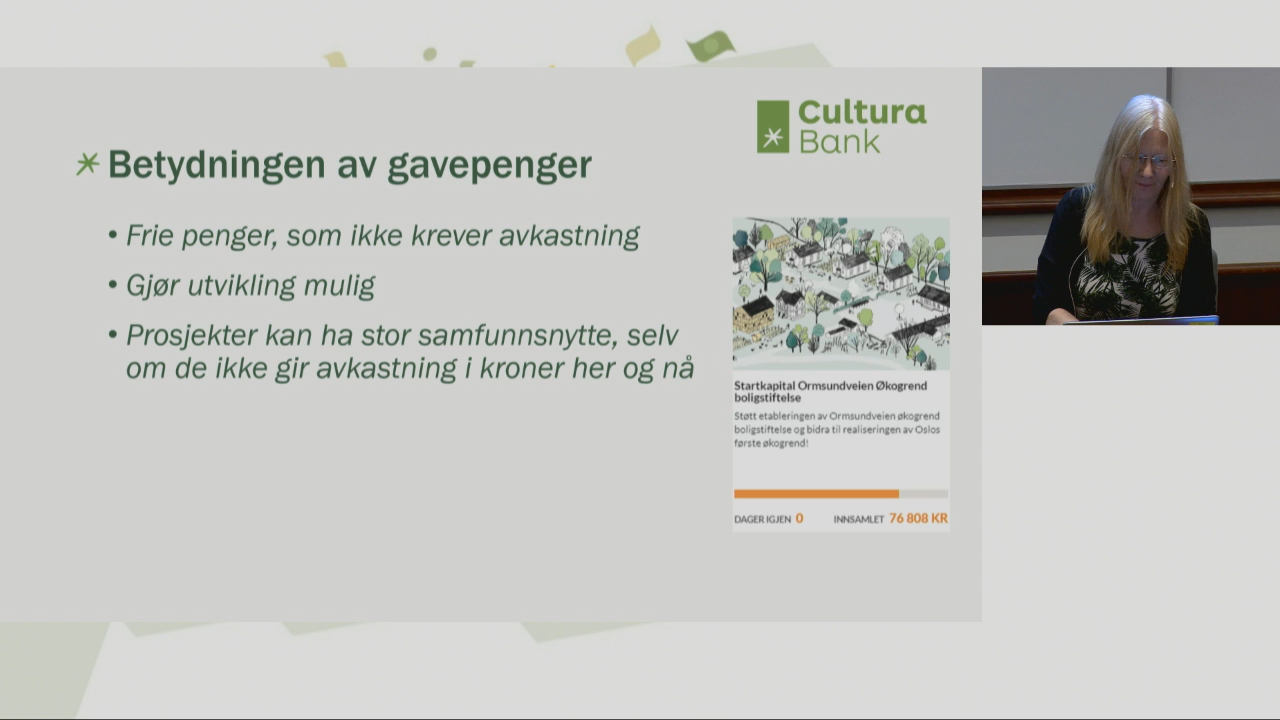 Cultura
Bank
Betydningen av gavepenger
• Frie penger, som ikke krever avkastning
• Gjør utvikling mulig
• Prosjekter kan ha stor samfunnsnytte, selv
om de ikke gir avkastning i kroner her og nå
Startkapital Ormsundveien Økogrend
boligstiftelse
Støtt etableringen av Ormsundveien økogrend
boligstiftelse og bidra til realiseringen av Oslos
første økogrend!
DAGER IGJEN 0 INNSAMLET 76 808 KR